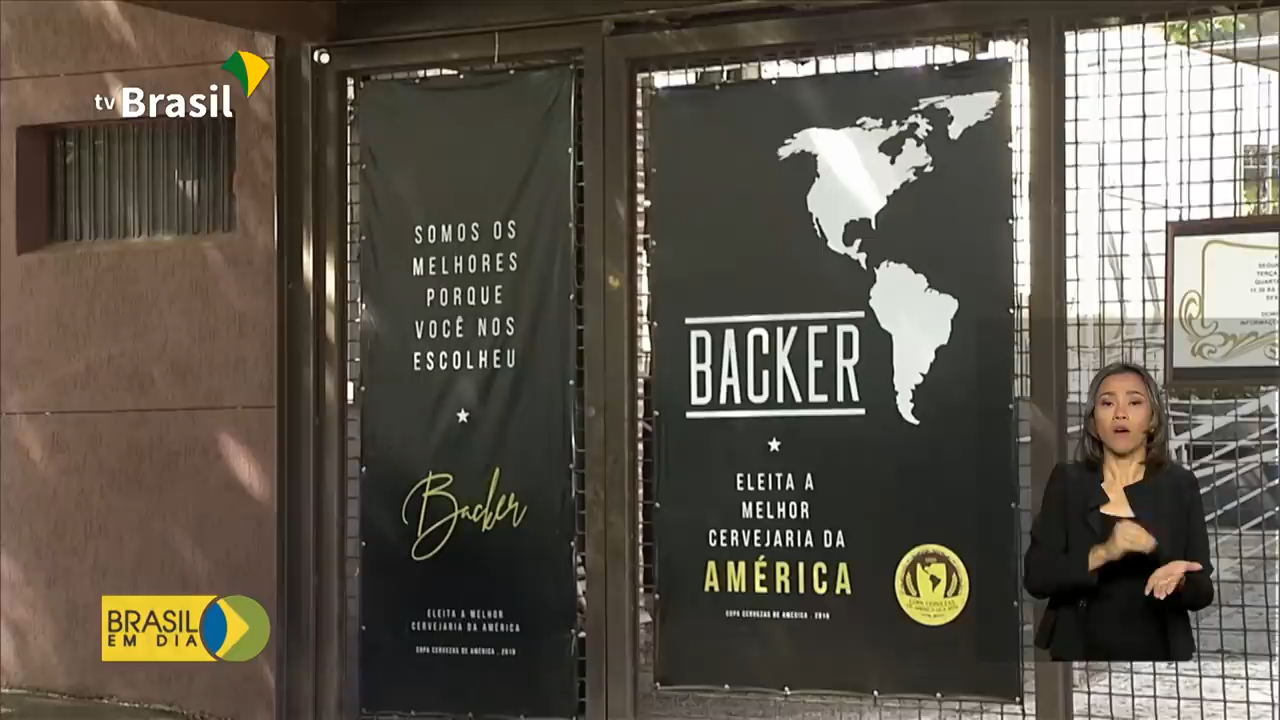 tv Brasil
SOMOS OS
MELHORES
PORQUE
VOCÊ NOS
ESCOLHEU
Backer
ELEITA A MELHOR
CERVEJARIA DA AMÉRICA
COPA CERVEZAS DE AMÉRICA . 2019
BACKER
ELEITA A
MELHOR
CERVEJARIA DA
AMÉRICA
COPA CERVEZAS DE AMÉRICA . 2019
BRASIL
EM DIA